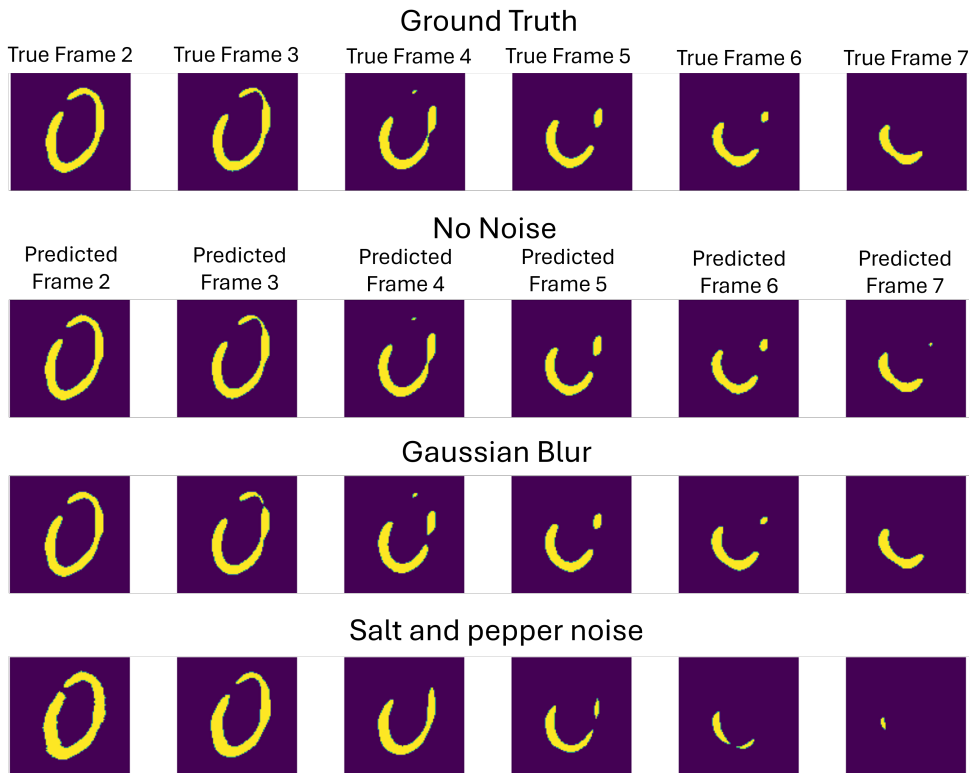 Ground Truth
True Frame 2 True Frame 3 True Frame 4 True Frame 5 True Frame 6 True Frame 7
No Noise
Predicted Predicted Predicted Predicted Predicted Predicted
Frame 2 Frame 3 Frame 4 Frame 5 Frame 6 Frame 7
Gaussian Blur
Salt and pepper noise